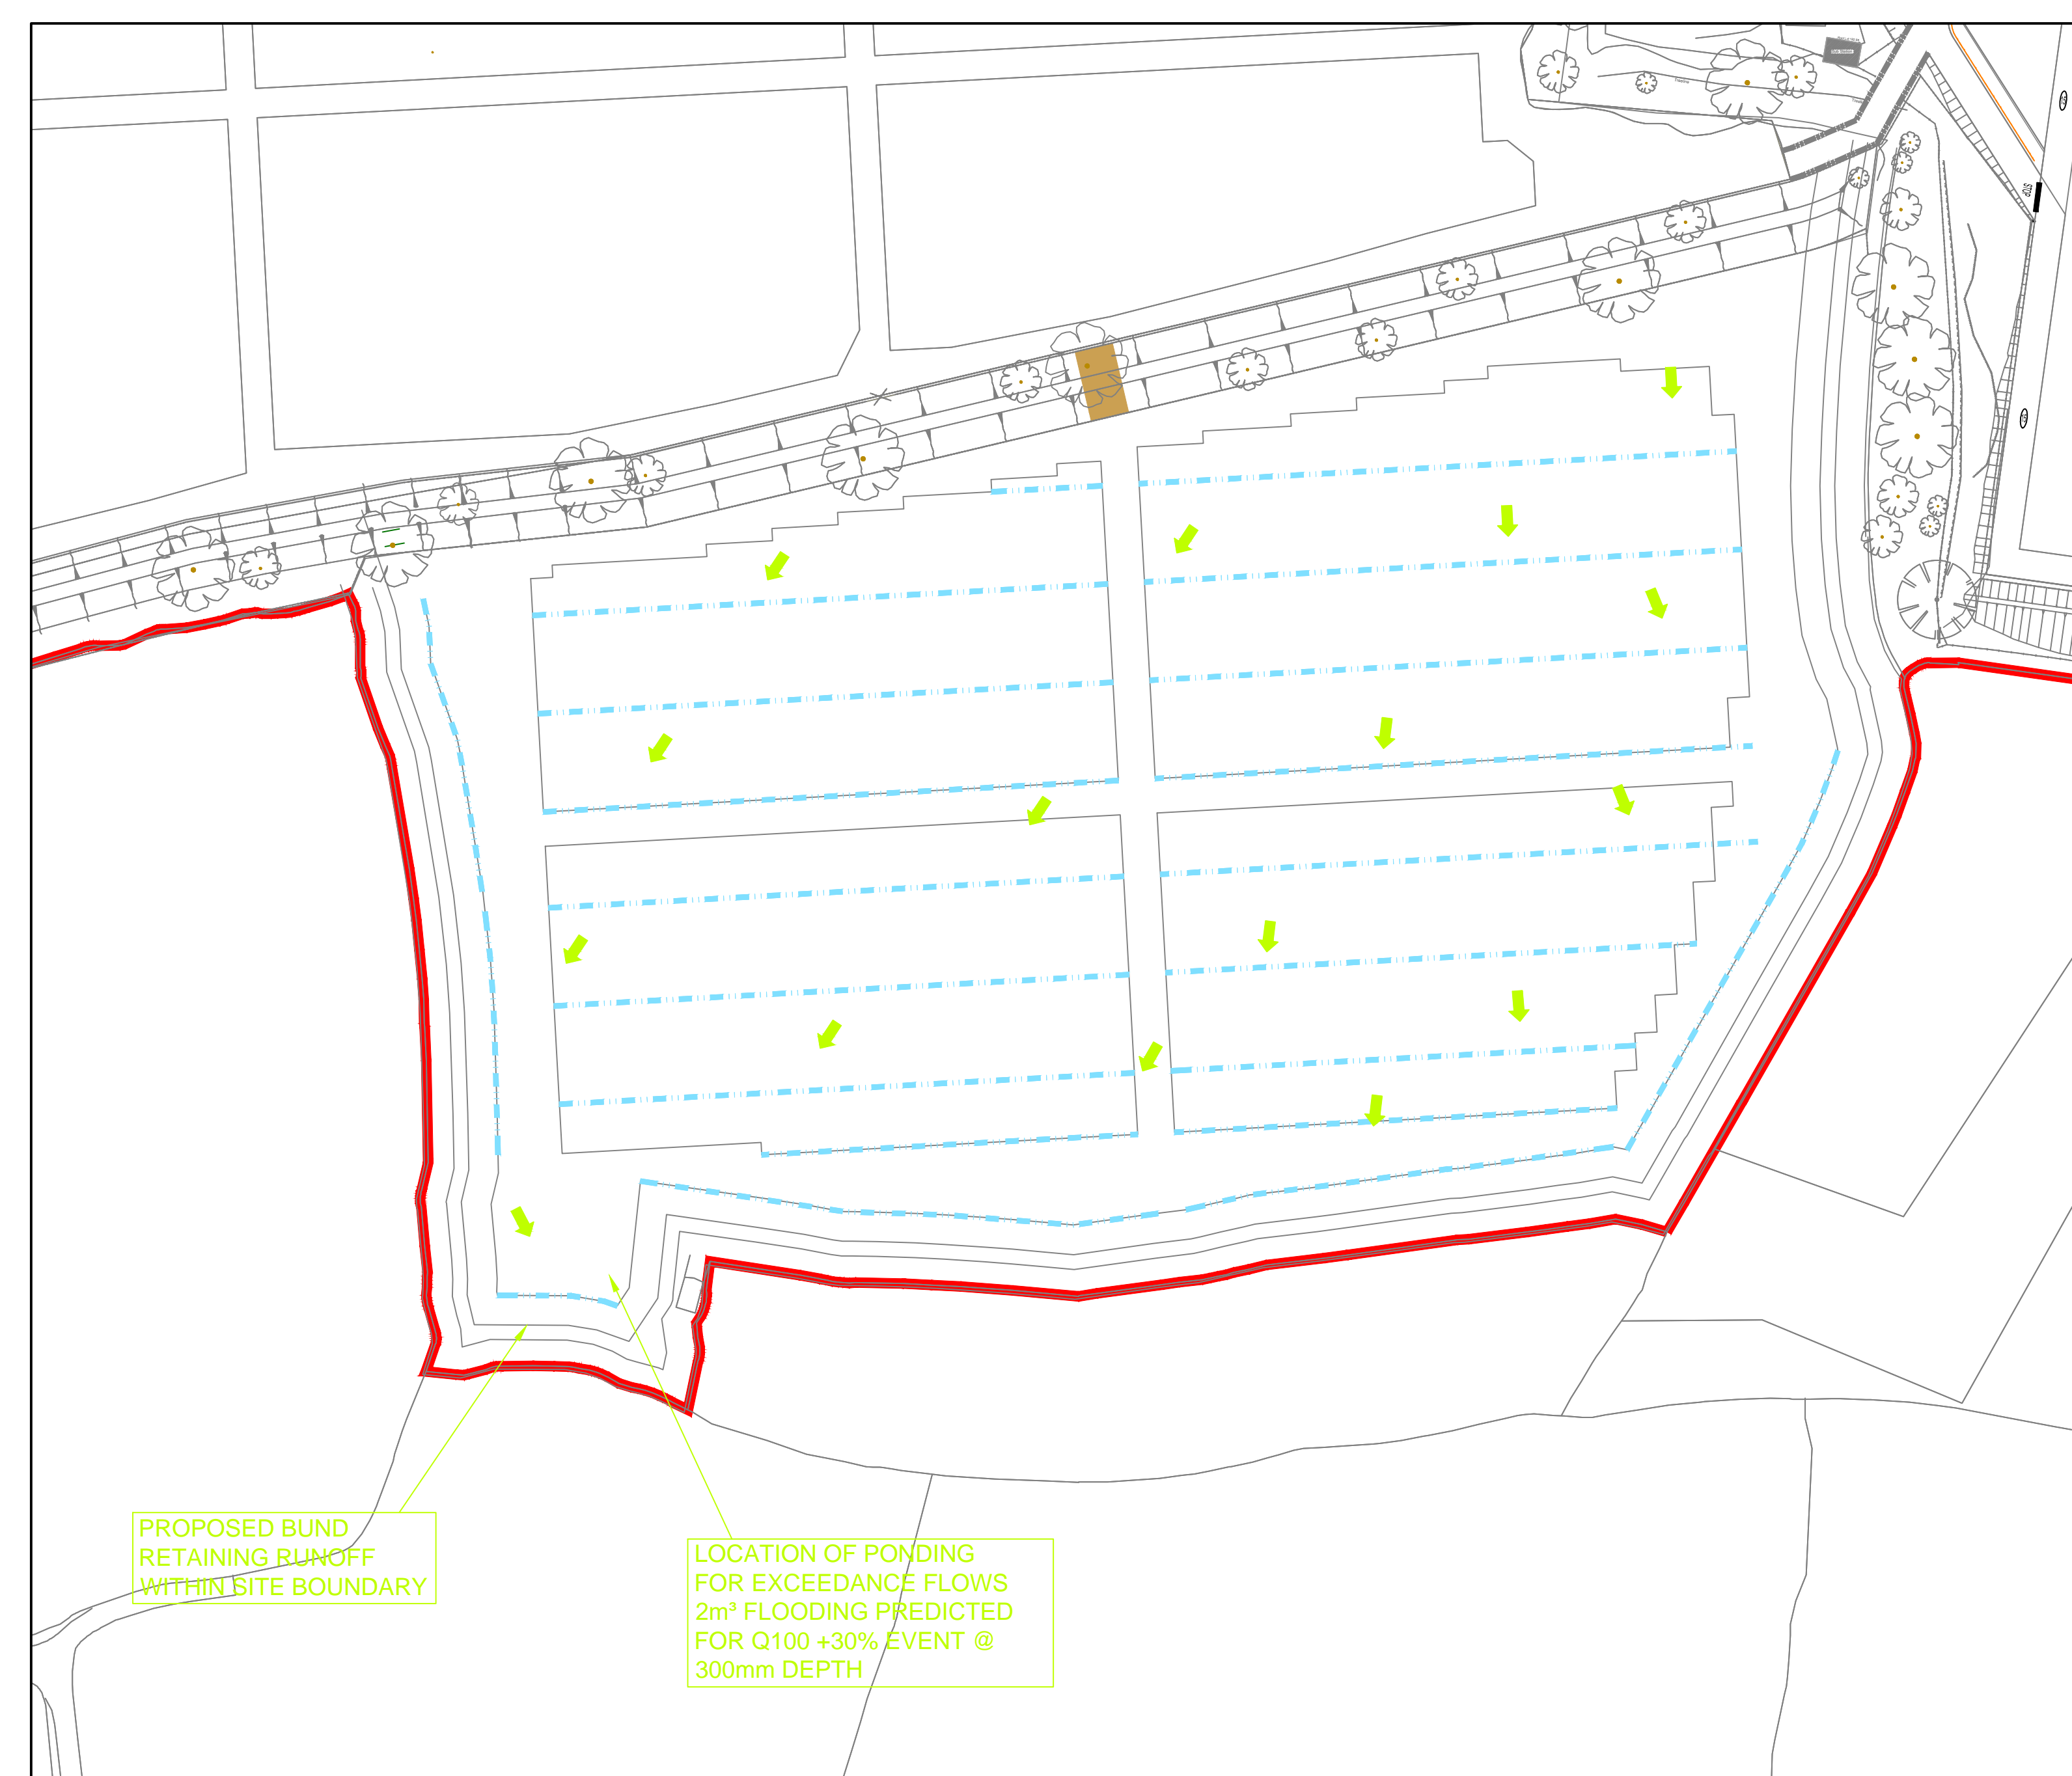 STOP
PROPOSED BUND
RETAINING RUNOFF
WITHIN SITE BOUNDARY
LOCATION OF PONDING
FOR EXCEEDANCE FLOWS
2m³ FLOODING PREDICTED
FOR Q100 +30% EVENT @
300mm DEPTH